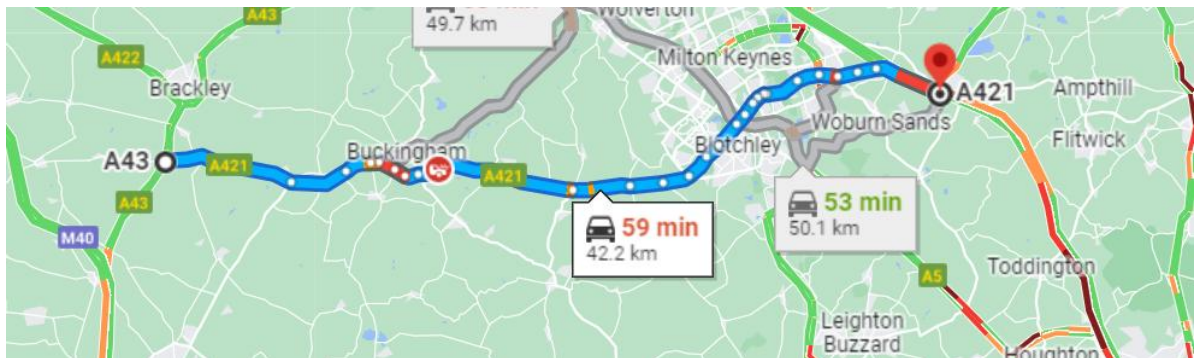 49.7 km
Wolverton
A43
A422
Brackley
Milton Keynes
A421
Ampthill
Woburn Sands
Flitwick
Buckingham
Bletchley
A43
A421
A421
A43
59 min
42.2 km
53 min
50.1 km
M40
Toddington
A5
Leighton
Buzzard
Houghton